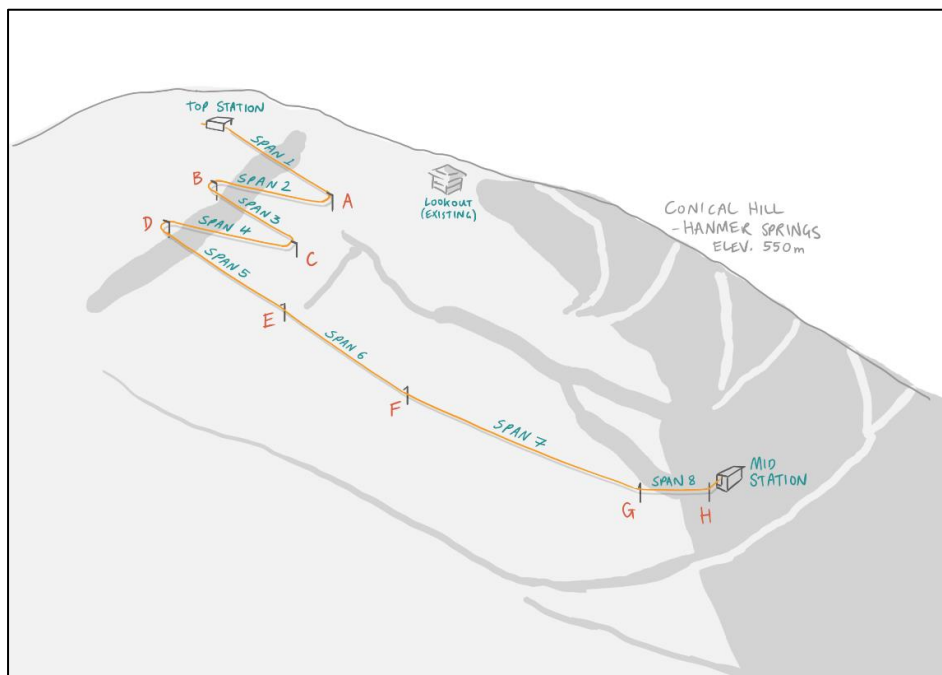 TOP STATION
SPAN 1
B
SPAN 2
A
LOOKOUT
(EXISTING)
SPAN 3
D
SPAN 4
C
CONICAL HILL
- HANMER SPRINGS
ELEV. 550m
SPAN 5
E
SPAN 6
F
SPAN 7
MID
STATION
SPAN 8
G
H